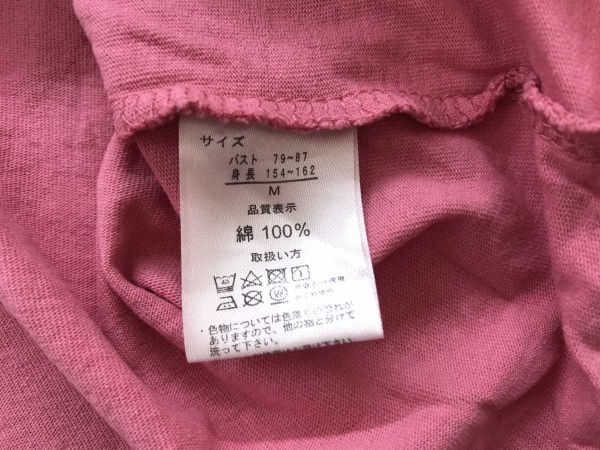 サイズ
バスト 79~87
身長 154~162
M
品質表示
綿 100%
取扱い方
40
・色物については色落ちの恐れが
ありますので、他の物と分けて
洗って下さい。